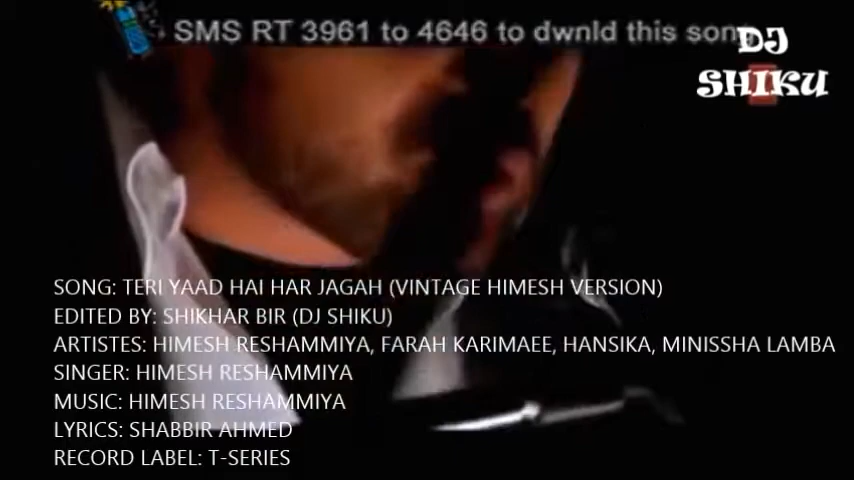 SMS RT 3961 to 4646 to dwnld this song
DJ
SHIKU
SONG: TERI YAAD HAI HAR JAGAH (VINTAGE HIMESH VERSION)
EDITED BY: SHIKHAR BIR (DJ SHIKU)
ARTISTES: HIMESH RESHAMMIYA, FARAH KARIMAEE, HANSIKA, MINISSHA LAMBA
SINGER: HIMESH RESHAMMIYA
MUSIC: HIMESH RESHAMMIYA
LYRICS: SHABBIR AHMED
RECORD LABEL: T-SERIES